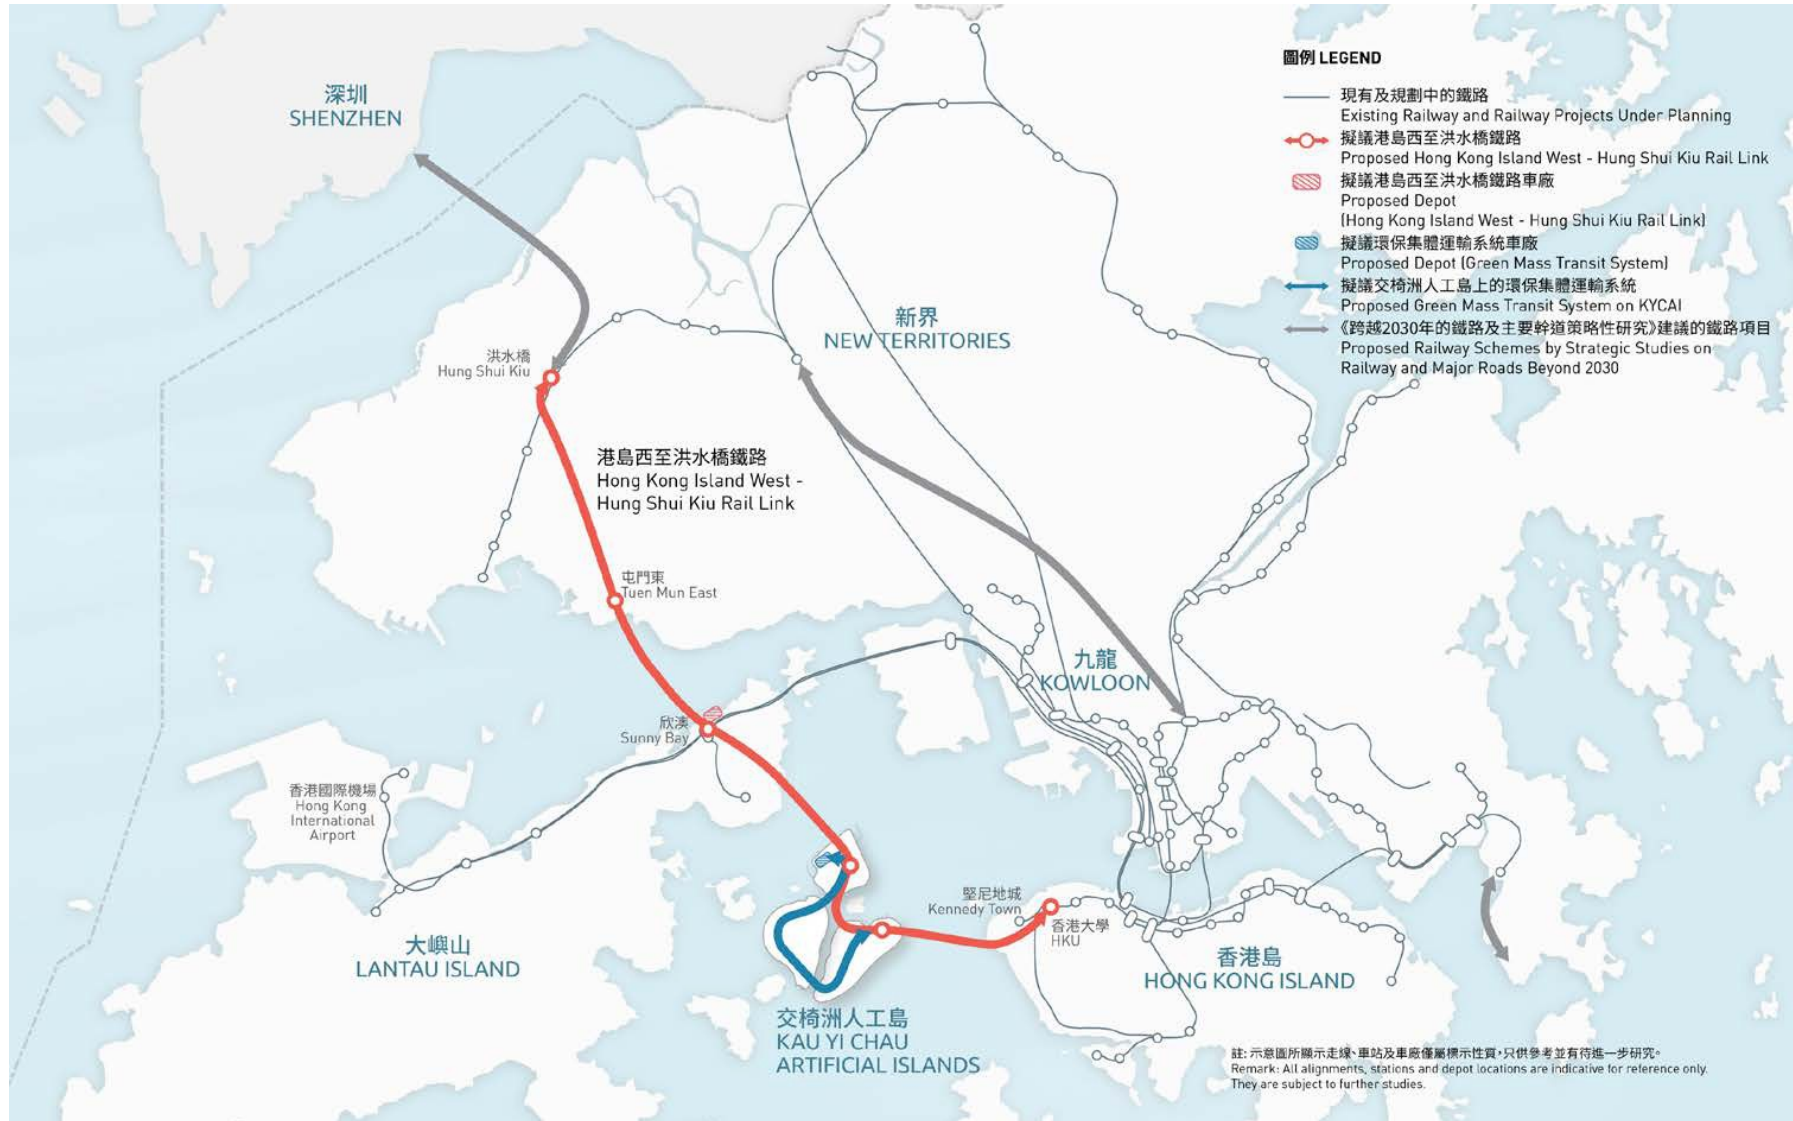 深圳
SHENZHEN
圖例 LEGEND
現有及規劃中的鐵路
Existing Railway and Railway Projects Under Planning
擬議港島西至洪水橋鐵路
Proposed Hong Kong Island West - Hung Shui Kiu Rail Link
擬議港島西至洪水橋鐵路車廠
Proposed Depot
(Hong Kong Island West - Hung Shui Kiu Rail Link)
擬議環保集體運輸系統車廠
Proposed Depot (Green Mass Transit System)
擬議交椅洲人工島上的環保集體運輸系統
Proposed Green Mass Transit System on KYCAI
《跨越2030年的鐵路及主要幹道策略性研究》建議的鐵路項目
Proposed Railway Schemes by Strategic Studies on
Railway and Major Roads Beyond 2030
新界
NEW TERRITORIES
洪水橋
Hung Shui Kiu
港島西至洪水橋鐵路
Hong Kong Island West -
Hung Shui Kiu Rail Link
屯門東
Tuen Mun East
九龍
KOWLOON
欣澳
Sunny Bay
香港國際機場
Hong Kong
International
Airport
堅尼地城
Kennedy Town
香港大學
HKU
大嶼山
LANTAU ISLAND
香港島
HONG KONG ISLAND
交椅洲人工島
KAU YI CHAU
ARTIFICIAL ISLANDS
註: 示意圖所顯示走線、車站及車廠僅屬標示性質，只供參考並有待進一步研究。
Remark: All alignments, stations and depot locations are indicative for reference only.
They are subject to further studies.